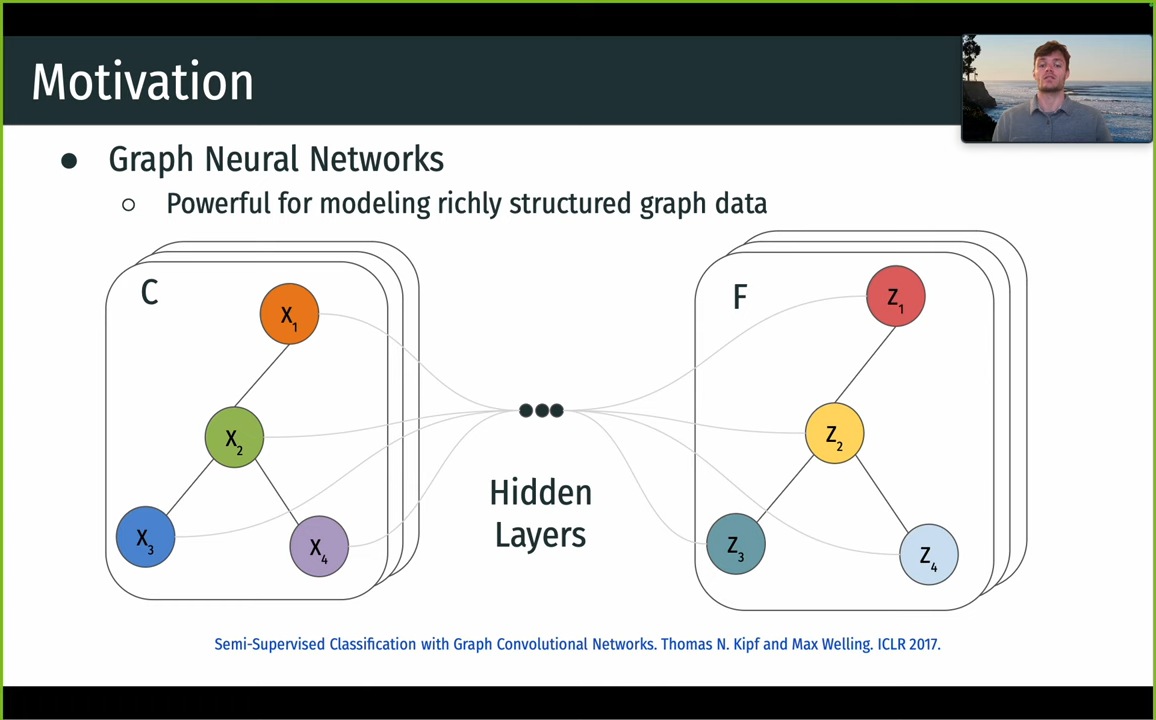 Motivation
● Graph Neural Networks
○ Powerful for modeling richly structured graph data
C
X1
X2
X3
X4
Hidden
Layers
F
Z1
Z2
Z3
Z4
Semi-Supervised Classification with Graph Convolutional Networks. Thomas N. Kipf and Max Welling. ICLR 2017.